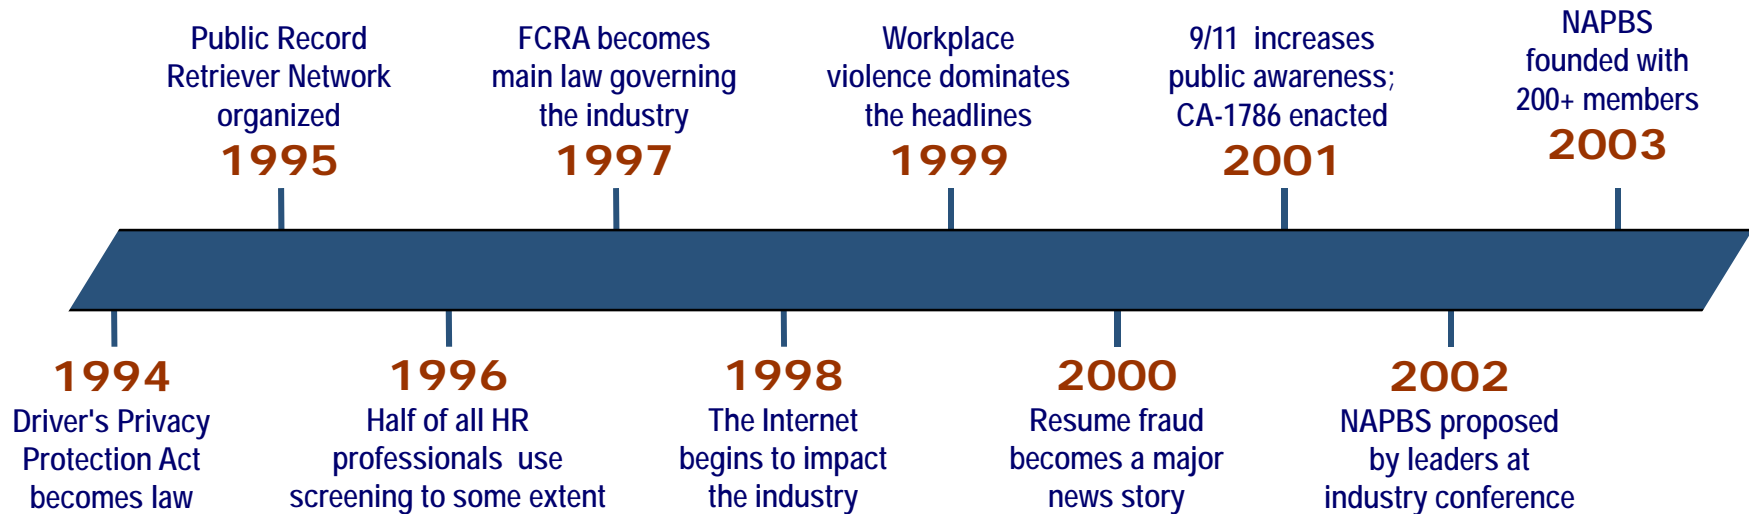 Public Record
Retriever Network
organized
1995
FCRA becomes
main law governing
the industry
1997
Workplace
violence dominates
the headlines
1999
9/11 increases
public awareness;
CA-1786 enacted
2001
NAPBS
founded with
200+ members
2003
1994
Driver's Privacy
Protection Act
becomes law
1996
Half of all HR
professionals use
screening to some extent
1998
The Internet
begins to impact
the industry
2000
Resume fraud
becomes a major
news story
2002
NAPBS proposed
by leaders at
industry conference